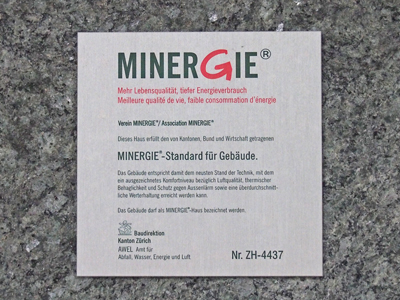 MINERGIE®
Mehr Lebensqualität, tiefer Energieverbrauch
Meilleure qualité de vie, faible consommation d'énergie
Verein MINERGIE®/ Association MINERGIE®
Dieses Haus erfüllt den von Kantonen, Bund und Wirtschaft getragenen
MINERGIE®-Standard für Gebäude.
Das Gebäude entspricht damit dem neusten Stand der Technik, mit dem
ein ausgezeichnetes Komfortniveau bezüglich Luftqualität, thermischer
Behaglichkeit und Schutz gegen Aussenlärm sowie eine überdurchschnitt-
liche Werterhaltung erreicht werden kann.
Das Gebäude darf als MINERGIE®-Haus bezeichnet werden.
Baudirektion
Kanton Zürich
AWEL Amt für
Abfall, Wasser, Energie und Luft
Nr. ZH-4437